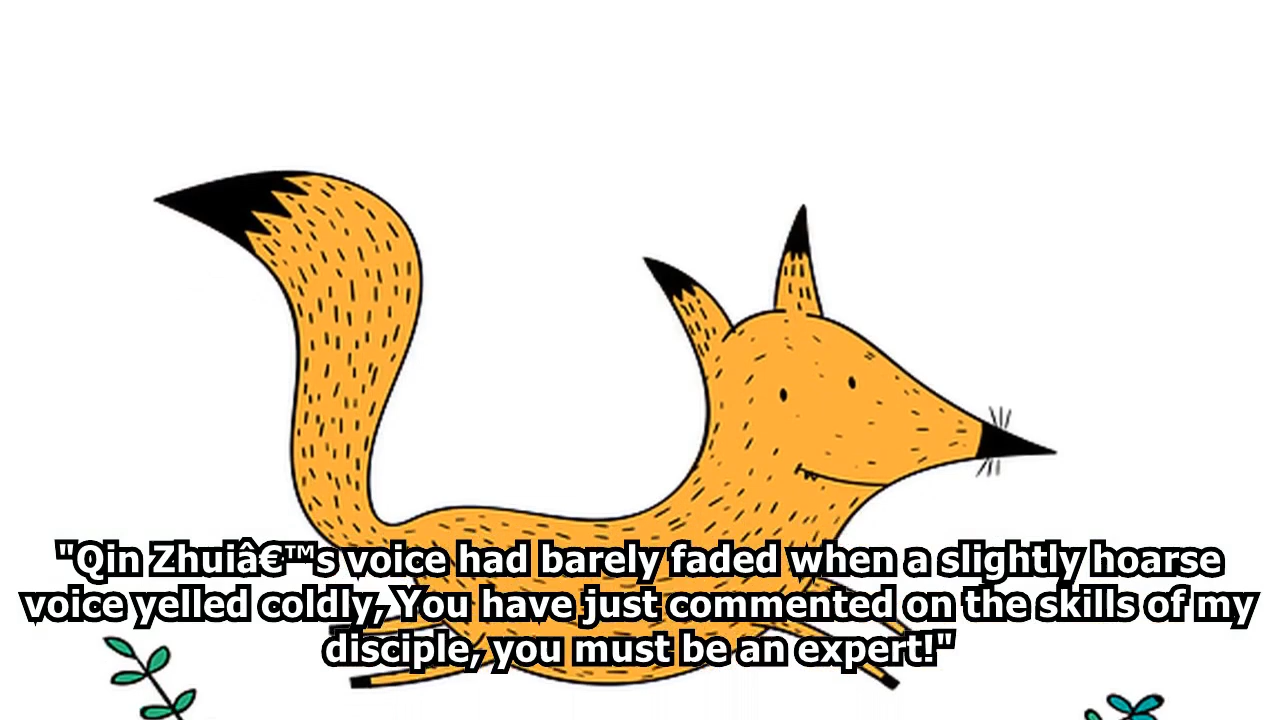 "Qin Zhuiâ€™s voice had barely faded when a slightly hoarse
voice yelled coldly, You have just commented on the skills of my
disciple, you must be an expert!"